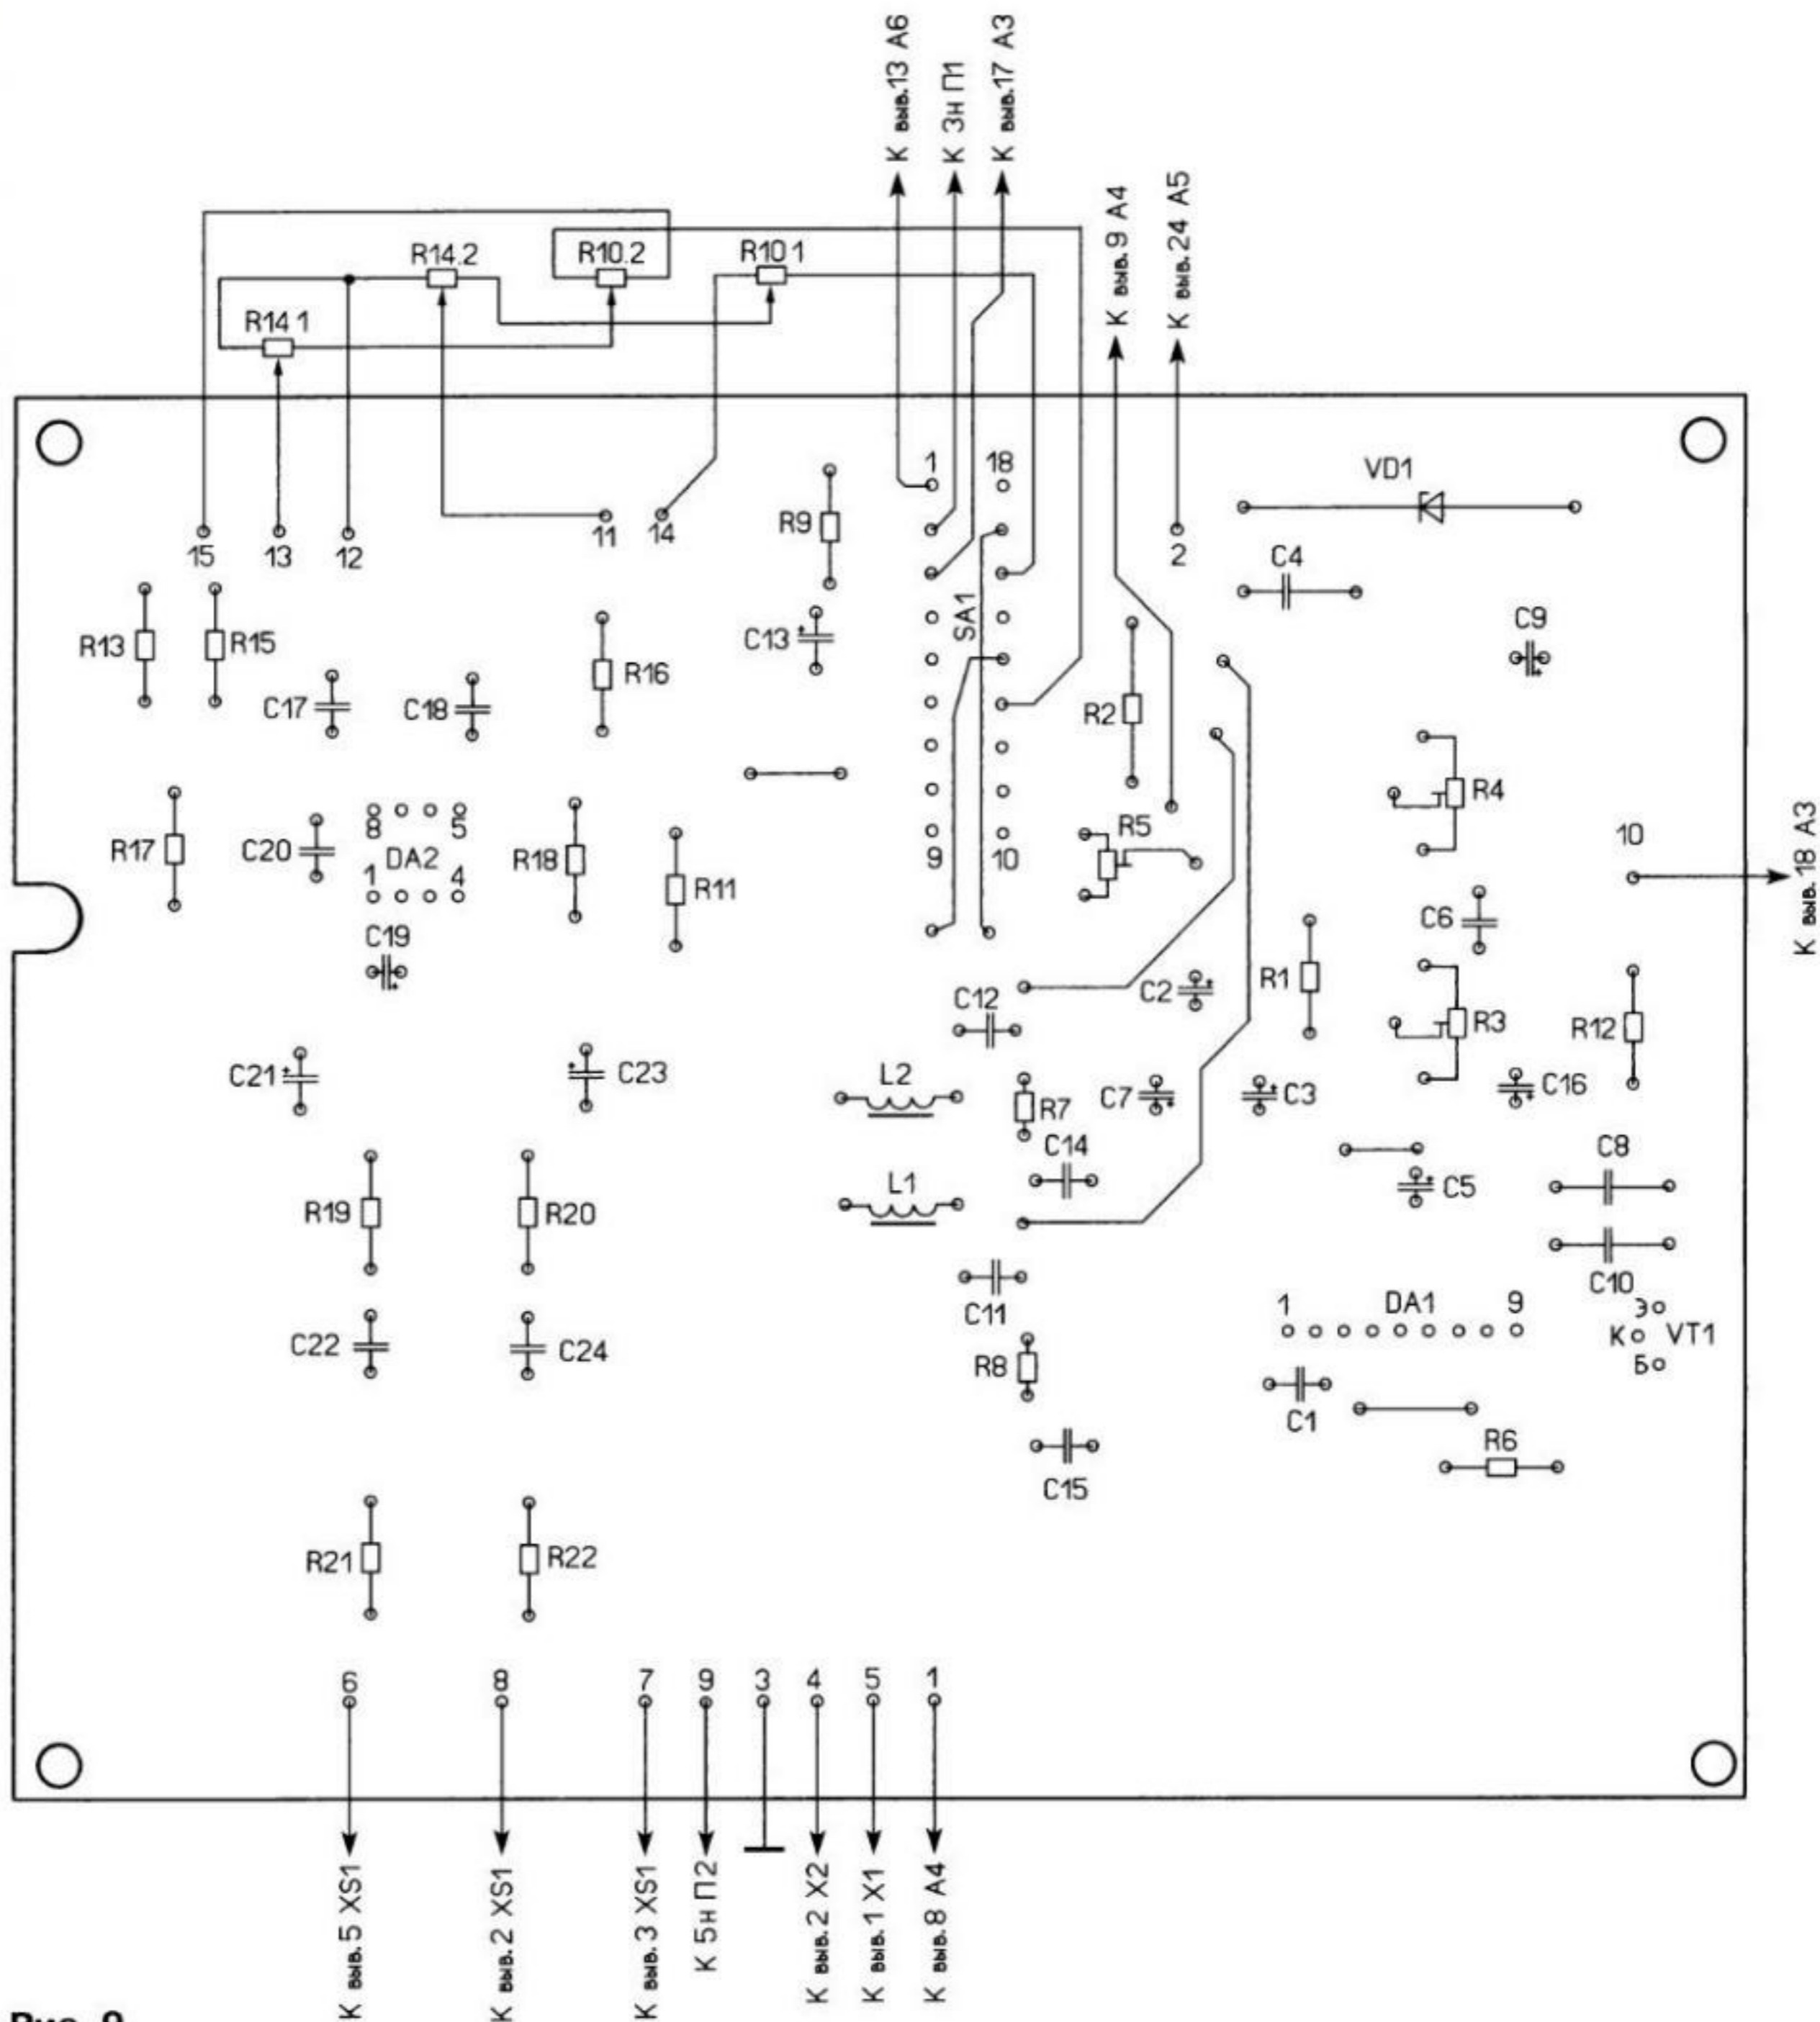 К выв.13 А6
К 3н П1
К выв.17 А3
К выв.9 А4
К выв.24 А5
R14.2
R10.2
R10 1
R14 1
1
18
VD1
R9
15
13
12
11
14
2
C4
SA1
C9
R13
R15
C13
R16
C17
C18
R2
R4
R5
10
К выв.18 А3
8
5
R17
C20
DA2
R18
1
4
9
10
R11
C6
C19
C12
C2
R1
R3
R12
C21
C23
L2
R7
C7
C3
C16
C14
C8
L1
C5
R19
R20
C10
C11
1
DA1
9
Э
К
VT1
Б
C22
C24
R8
C1
R6
C15
R21
R22
6
8
7
9
3
4
5
1
К выв.5 XS1
К выв.2 XS1
К выв.3 XS1
К 5н П2
К выв.2 X2
К выв.1 X1
К выв.8 А4